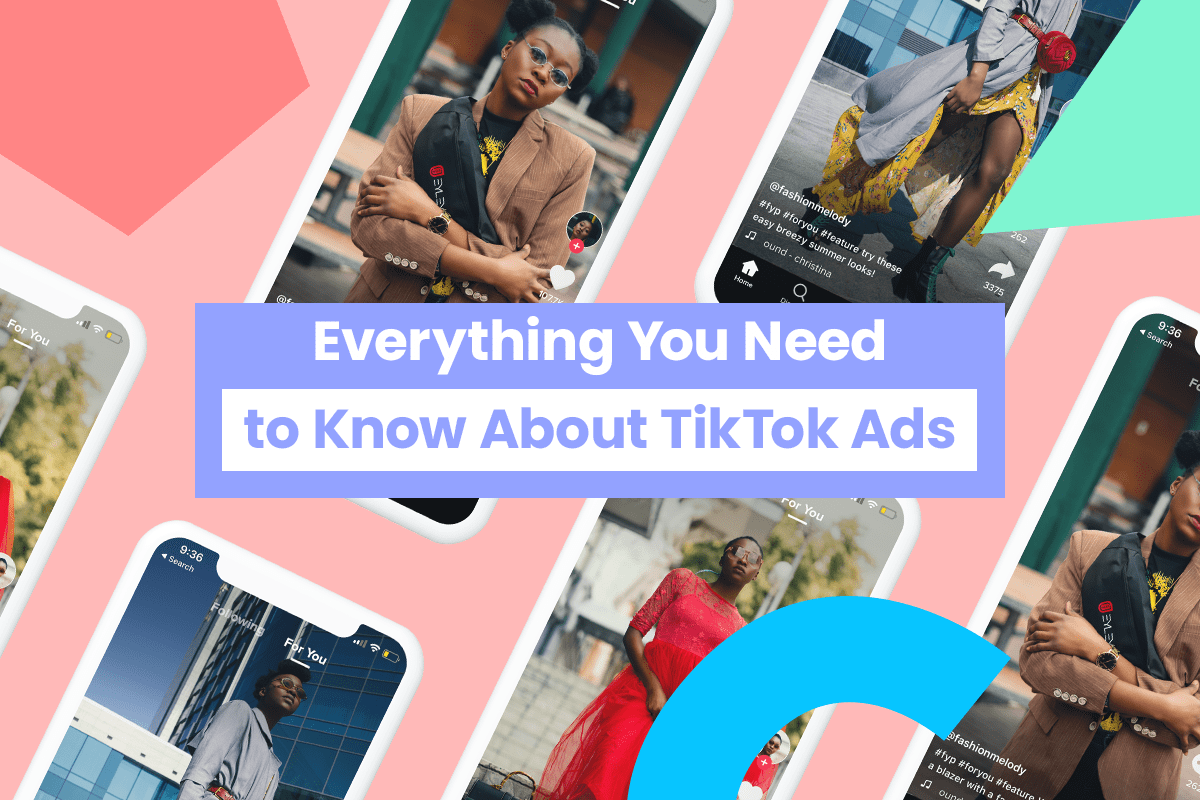 @fashionmelody
#fyp #foryou #feature try these
easy breezy summer looks!
ound - christina
262
3375
Home
For You
Everything You Need
to Know About TikTok Ads
9:36
Search
9:36
Search
Following
For You
For You
@fashionmelody
#fyp #foryou #feature
a blazer with a